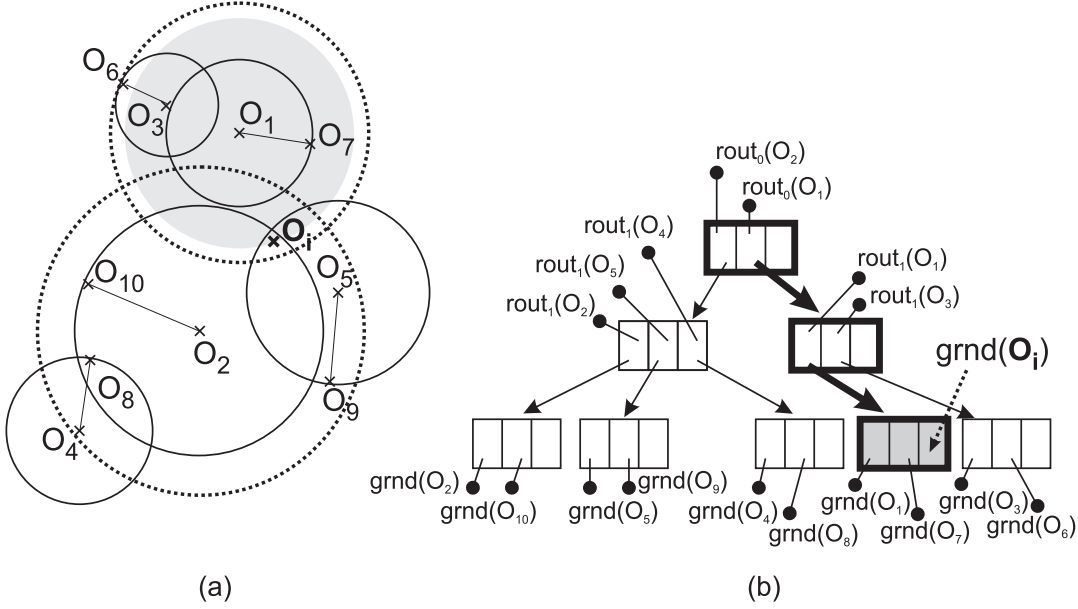 O6
O3
O1
O7
Oi
O5
O10
O2
O8
O9
O4
(a)
rout0(O2)
rout0(O1)
rout1(O4)
rout1(O5)
rout1(O2)
rout1(O1)
rout1(O3)
grnd(Oi)
grnd(O2)
grnd(O10)
grnd(O9)
grnd(O5)
grnd(O4)
grnd(O8)
grnd(O1)
grnd(O7)
grnd(O3)
grnd(O6)
(b)